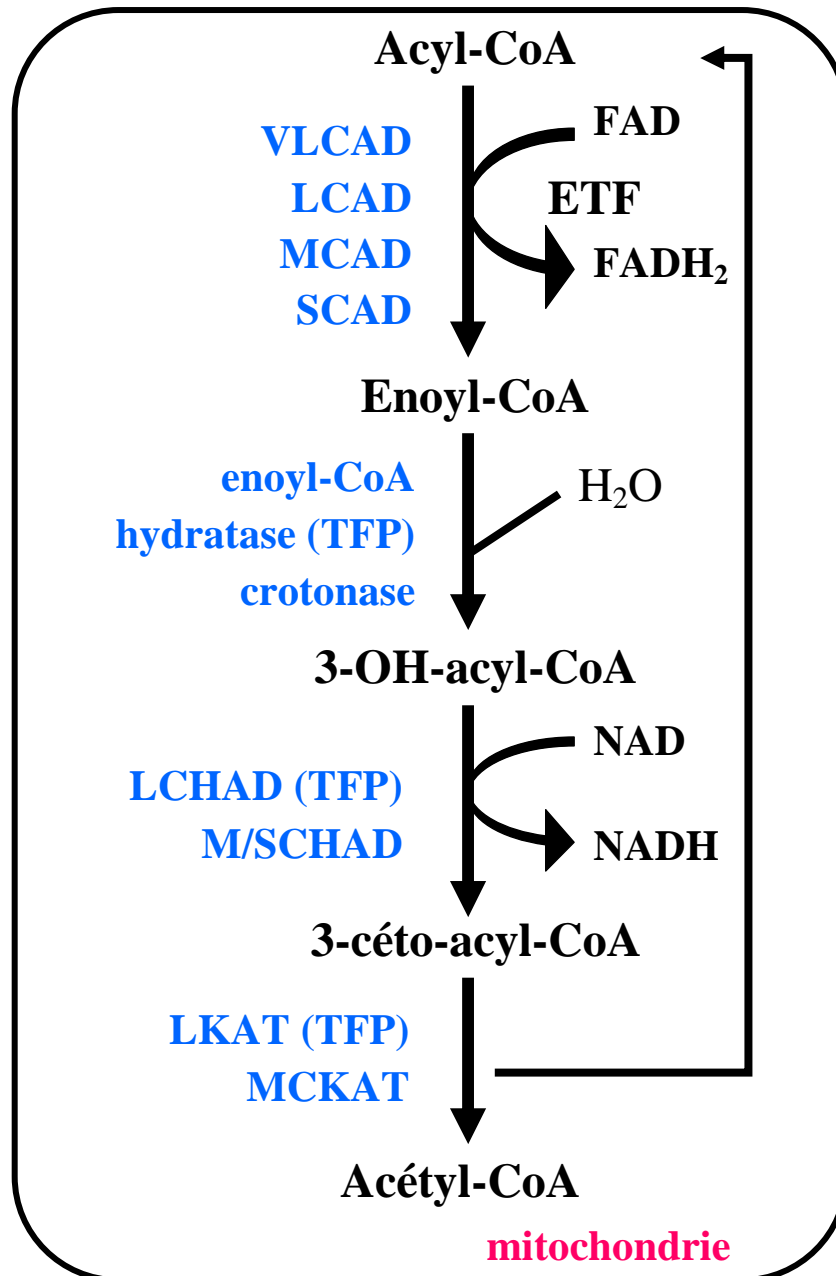 Acyl-CoA
VLCAD
FAD
LCAD
ETF
MCAD
FADH₂
SCAD
Enoyl-CoA
enoyl-CoA
H₂O
hydratase (TFP)
crotonase
3-OH-acyl-CoA
NAD
LCHAD (TFP)
M/SCHAD
NADH
3-céto-acyl-CoA
LKAT (TFP)
MCKAT
Acétyl-CoA
mitochondrie